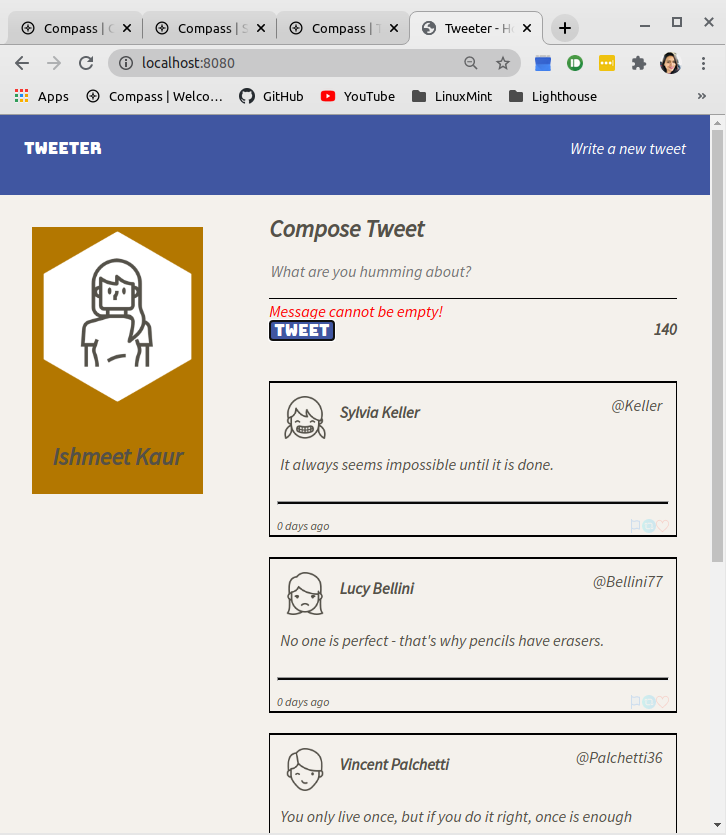 Compass | C
Compass | S
Compass | T
Tweeter - Ho
localhost:8080
Apps
Compass | Welco...
GitHub
YouTube
LinuxMint
Lighthouse
»
TWEETER
Write a new tweet
Compose Tweet
What are you humming about?
Message cannot be empty!
TWEET
140
Ishmeet Kaur
Sylvia Keller
@Keller
It always seems impossible until it is done.
0 days ago
Lucy Bellini
@Bellini77
No one is perfect - that's why pencils have erasers.
0 days ago
Vincent Palchetti
@Palchetti36
You only live once, but if you do it right, once is enough